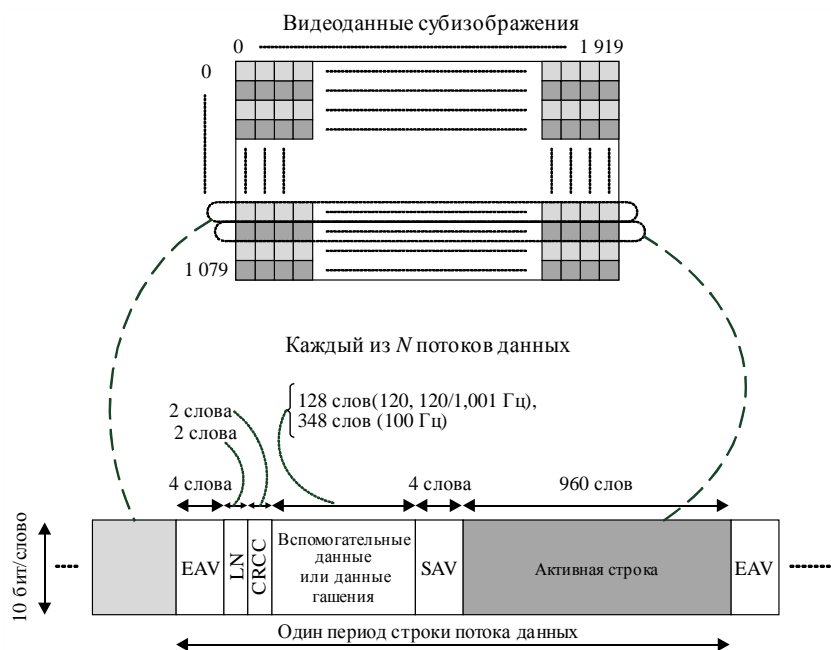 Видеоданные субизображения
0 1 919
0
1 079
Каждый из N потоков данных
128 слов(120, 120/1,001 Гц),
348 слов (100 Гц)
2 слова
2 слова
4 слова
4 слова
960 слов
10 бит/слово
EAV
LN
CRCC
Вспомогательные
данные
или данные
гашения
SAV
Активная строка
EAV
Один период строки потока данных